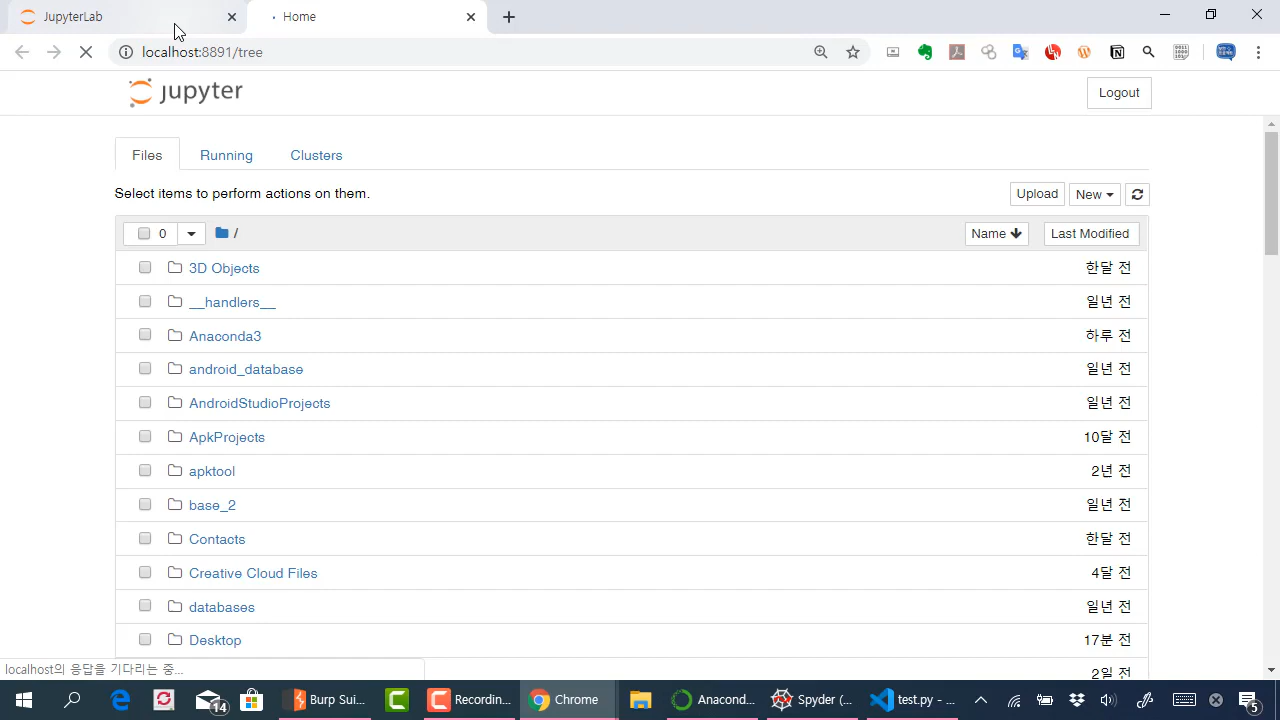 JupyterLab
Home
localhost:8891/tree
jupyter
Logout
Files Running Clusters
Select items to perform actions on them.
Upload New
0 /
Name Last Modified
3D Objects 한달 전
__handlers__ 일년 전
Anaconda3 하루 전
android_database 일년 전
AndroidStudioProjects 일년 전
ApkProjects 10달 전
apktool 2년 전
base_2 일년 전
Contacts 한달 전
Creative Cloud Files 4달 전
databases 일년 전
Desktop 17분 전
2일 전
localhost의 응답을 기다리는 중...
14 Burp Sui... Recordin... Chrome Anacond... Spyder (... test.py - ... 5